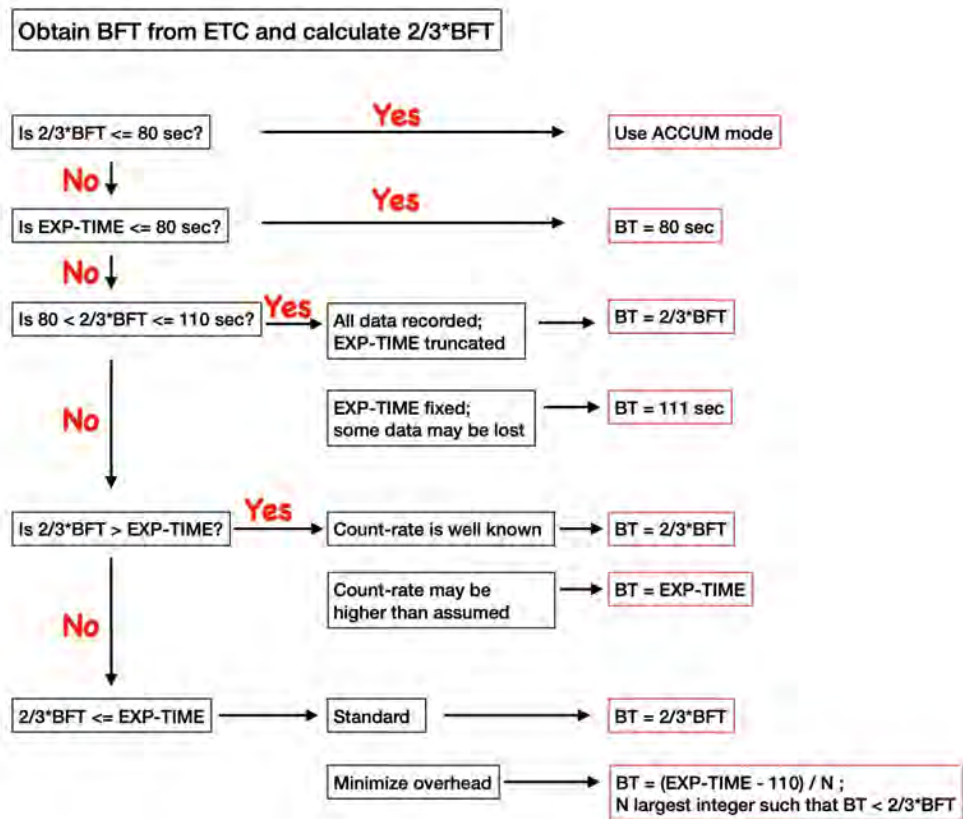 Obtain BFT from ETC and calculate 2/3*BFT
Is 2/3*BFT <= 80 sec?
Yes
Use ACCUM mode
No
Is EXP-TIME <= 80 sec?
Yes
BT = 80 sec
No
Is 80 < 2/3*BFT <= 110 sec?
Yes
All data recorded;
EXP-TIME truncated
BT = 2/3*BFT
EXP-TIME fixed;
some data may be lost
BT = 111 sec
No
Is 2/3*BFT > EXP-TIME?
Yes
Count-rate is well known
BT = 2/3*BFT
Count-rate may be
higher than assumed
BT = EXP-TIME
No
2/3*BFT <= EXP-TIME
Standard
BT = 2/3*BFT
Minimize overhead
BT = (EXP-TIME - 110) / N ;
N largest integer such that BT < 2/3*BFT